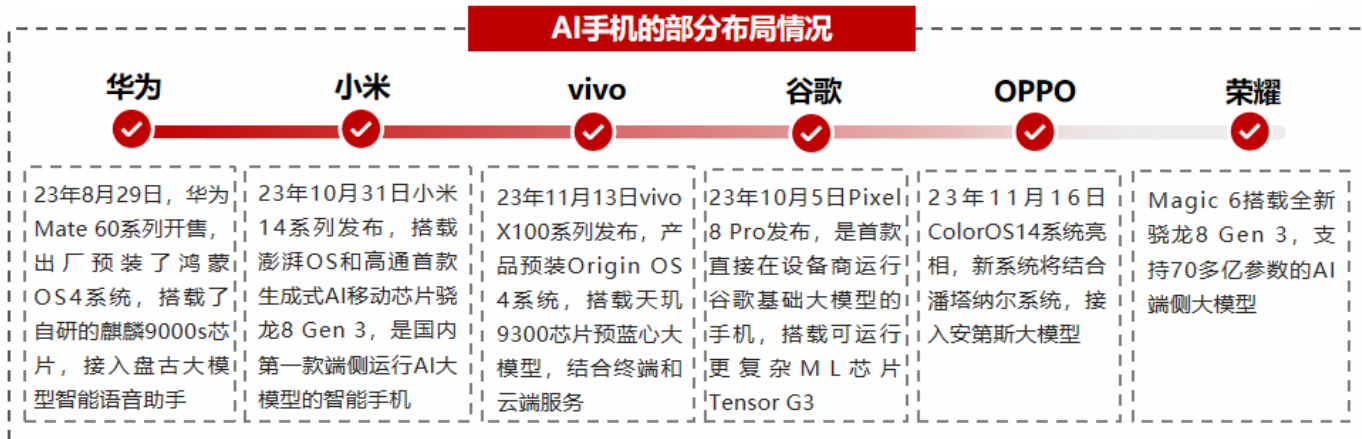 AI手机的部分布局情况
华为
小米
vivo
谷歌
OPPO
荣耀
23年8月29日，华为
Mate 60系列开售，
出厂预装了鸿蒙
OS4系统，搭载了
自研的麒麟9000s芯
片，接入盘古大模
型智能语音助手
23年10月31日小米
14系列发布，搭载
澎湃OS和高通首款
生成式AI移动芯片骁
龙8 Gen 3，是国内
第一款端侧运行AI大
模型的智能手机
23年11月13日vivo
X100系列发布，产
品预装Origin OS
4系统，搭载天玑
9300芯片预蓝心大
模型，结合终端和
云端服务
23年10月5日Pixel
8 Pro发布，是首款
直接在设备商运行
谷歌基础大模型的
手机，搭载可运行
更复杂ML芯片
Tensor G3
23年11月16日
ColorOS14系统亮
相，新系统将结合
潘塔纳尔系统，接
入安第斯大模型
Magic 6搭载全新
骁龙8 Gen 3，支
持70多亿参数的AI
端侧大模型